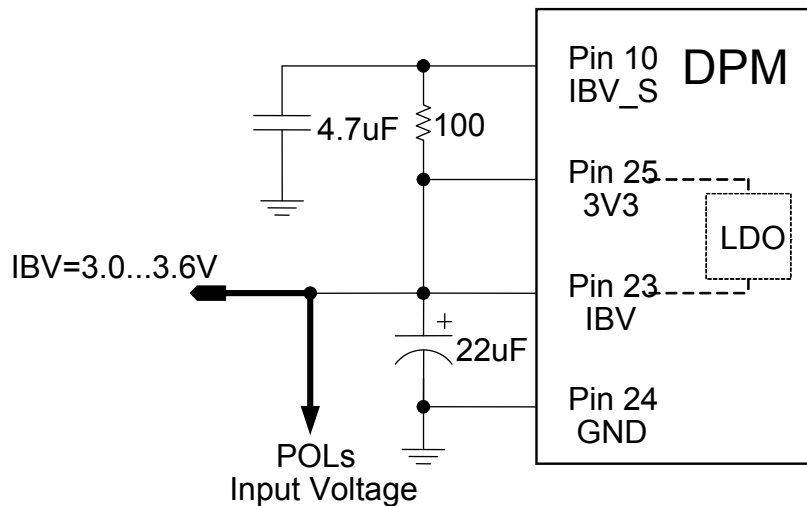 Pin 10
IBV_S
DPM
4.7uF
100
Pin 25
3V3
LDO
IBV=3.0...3.6V
Pin 23
IBV
+
22uF
Pin 24
GND
POLs
Input Voltage